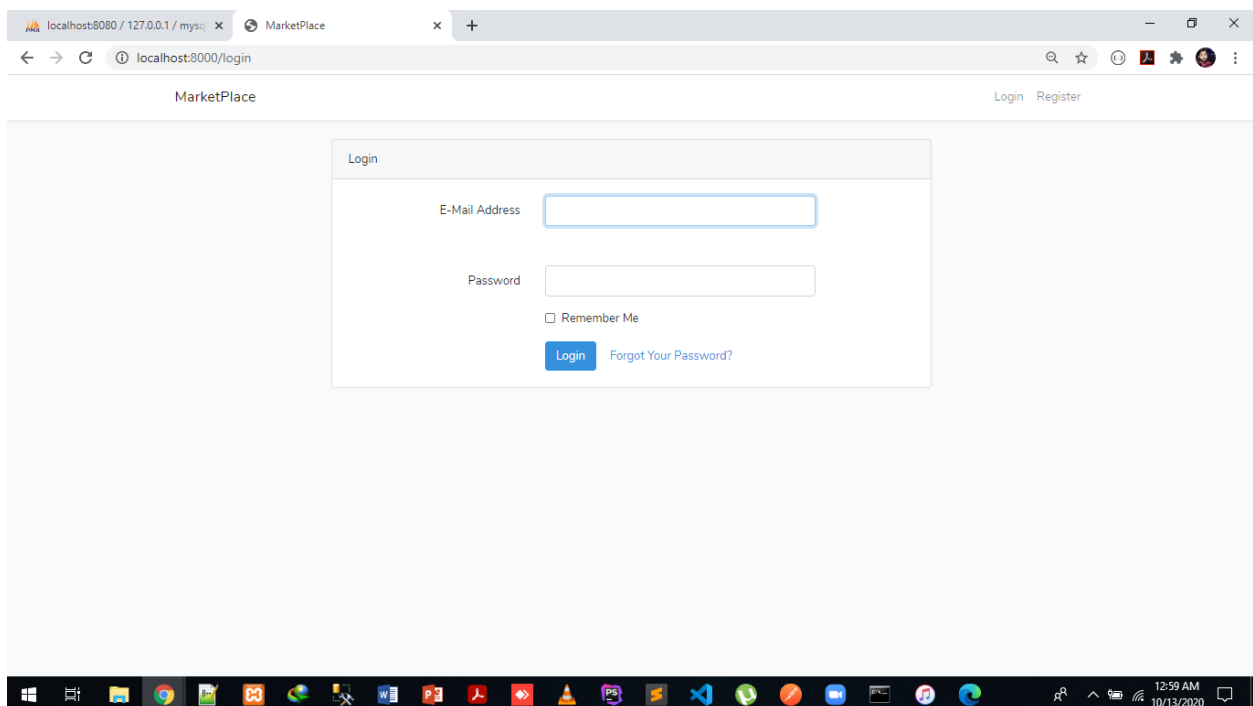 localhost:8080 / 127.0.0.1 / mysq
MarketPlace
localhost:8000/login
MarketPlace
Login Register
Login
E-Mail Address
Password
Remember Me
Login Forgot Your Password?
12:59 AM
10/13/2020